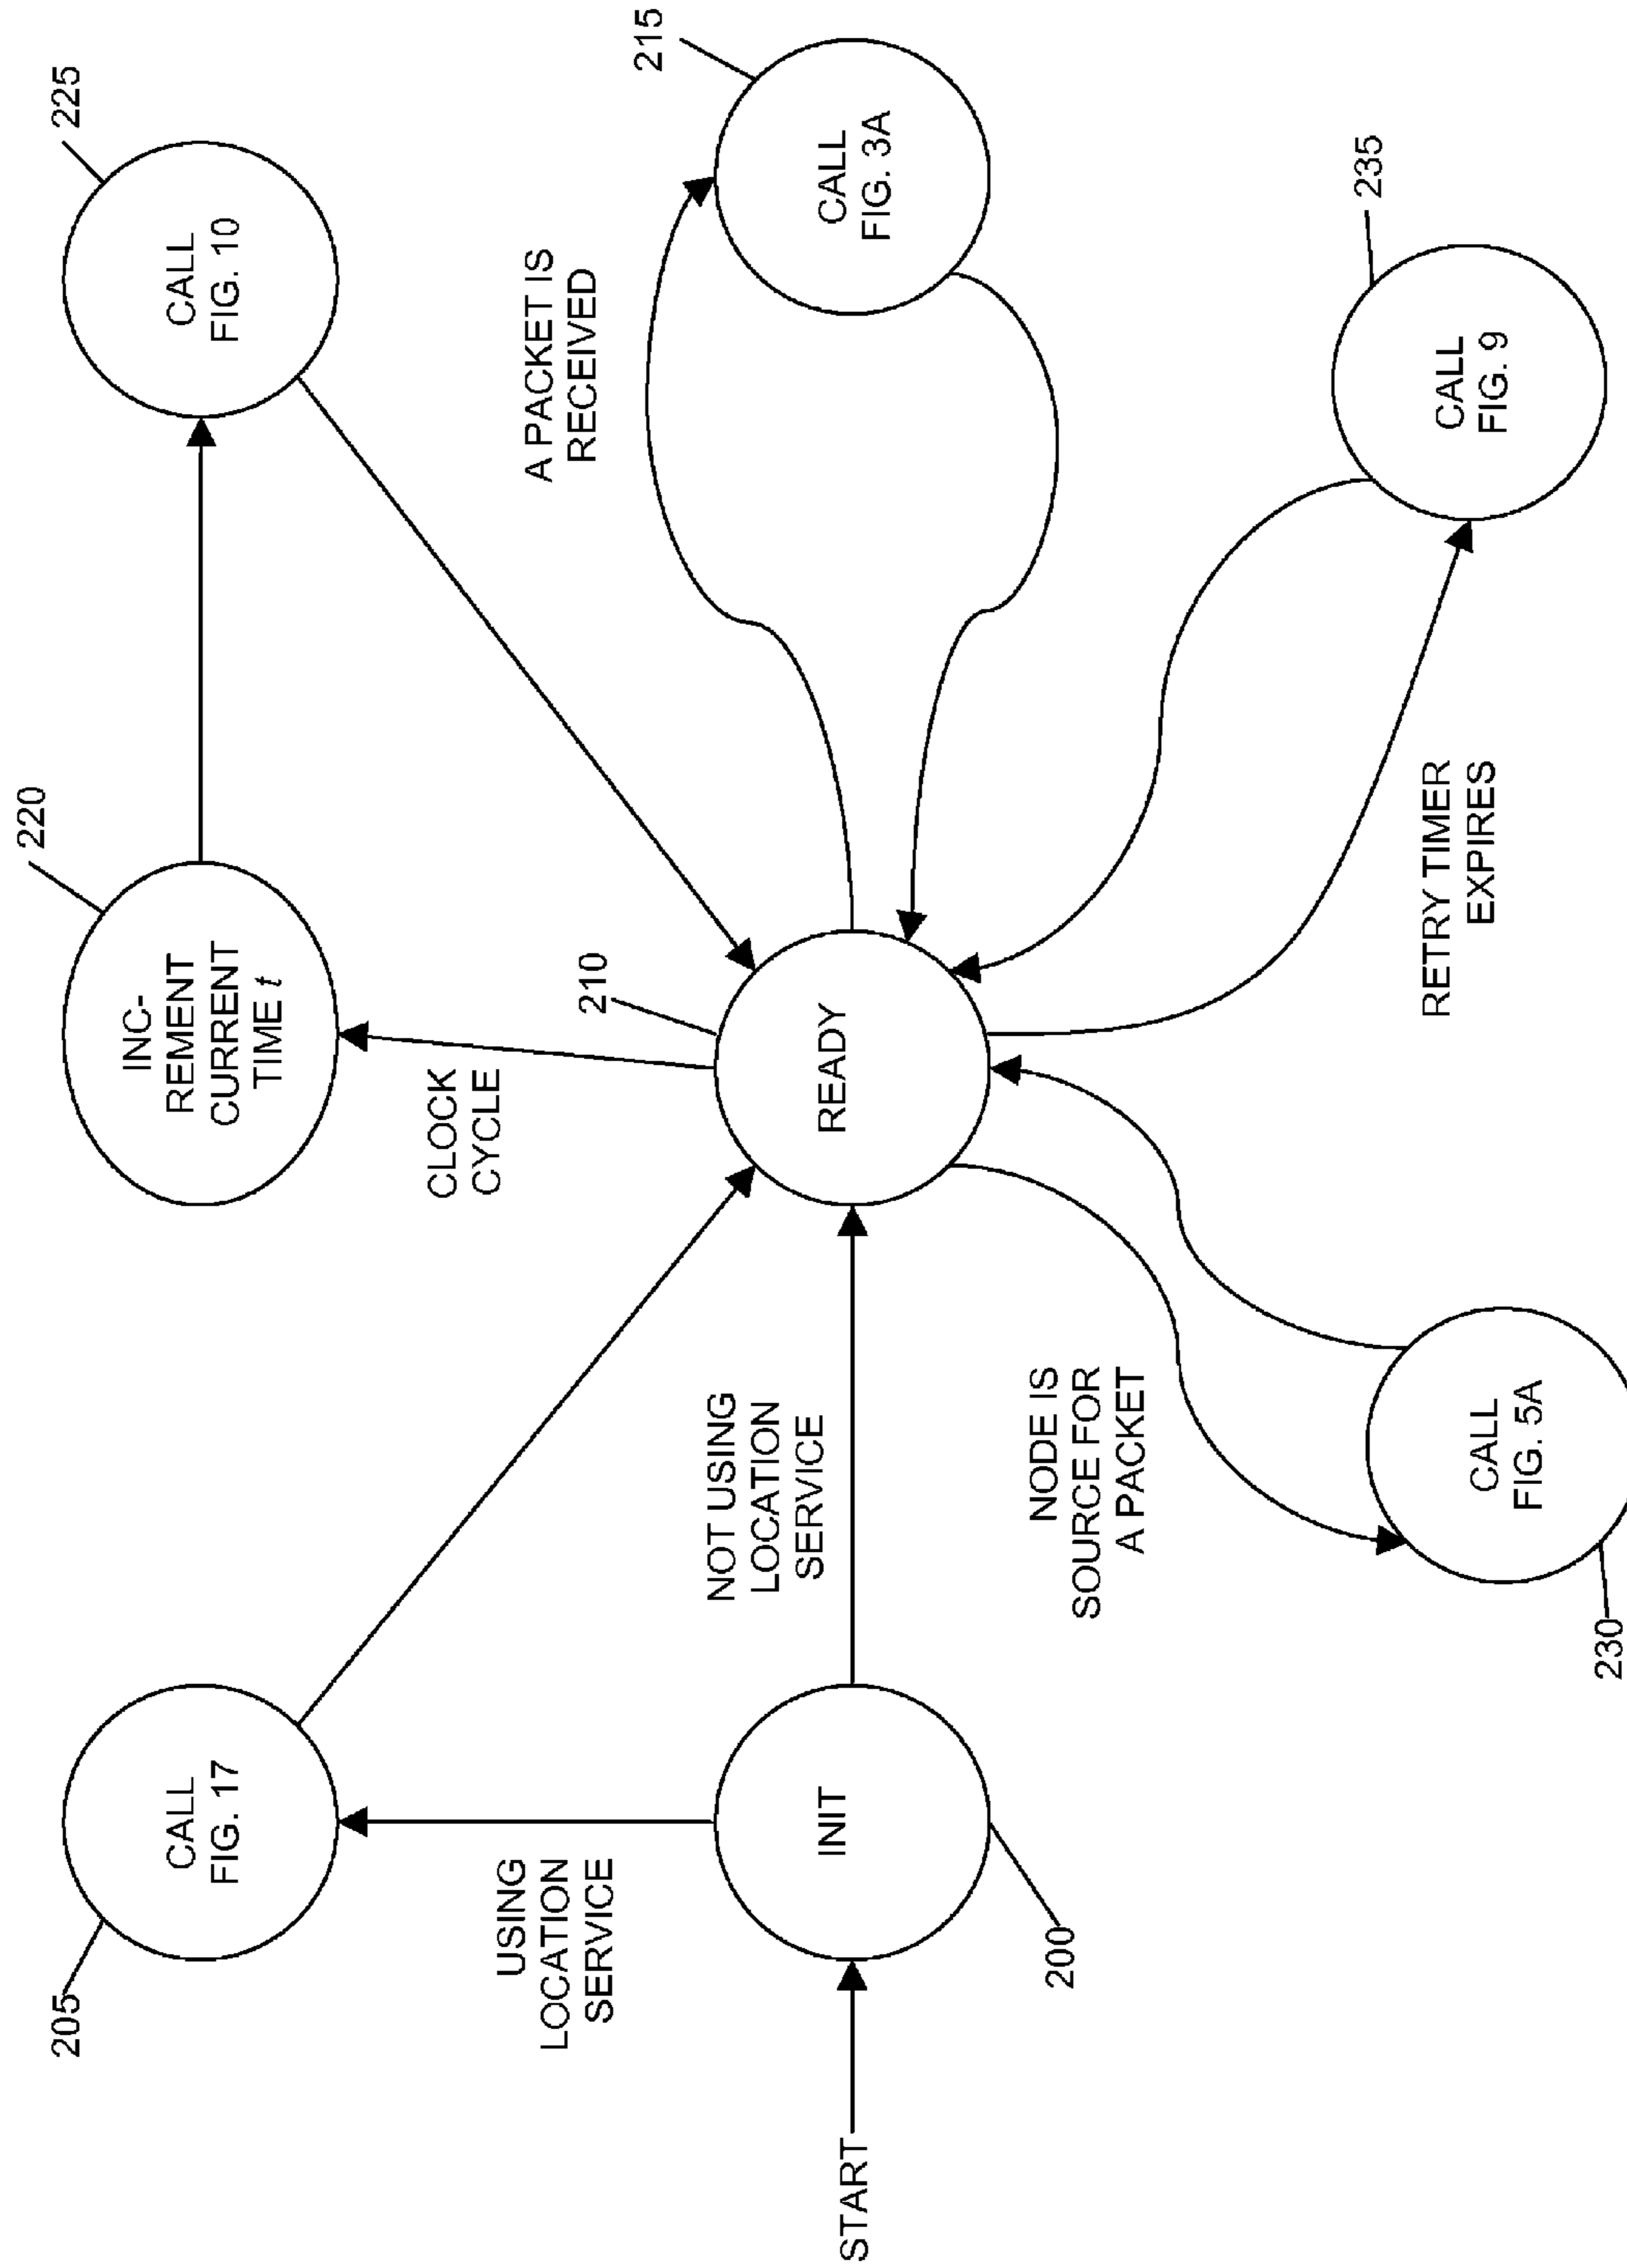 205
CALL
FIG. 17
USING
LOCATION
SERVICE
START
INIT
200
NOT USING
LOCATION
SERVICE
220
INC-
REMENT
CURRENT
TIME t
CLOCK
CYCLE
210
READY
225
CALL
FIG. 10
A PACKET IS
RECEIVED
215
CALL
FIG. 3A
NODE IS
SOURCE FOR
A PACKET
230
CALL
FIG. 5A
RETRY TIMER
EXPIRES
235
CALL
FIG. 9